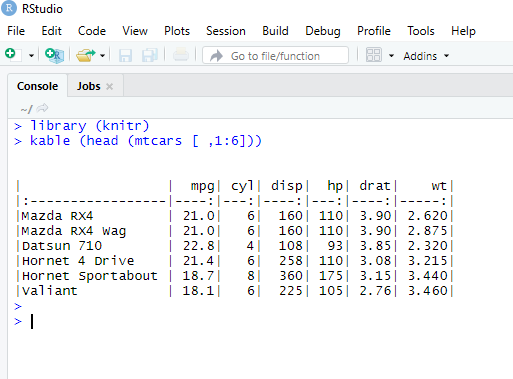 RStudio
File Edit Code View Plots Session Build Debug Profile Tools Help
Go to file/function Addins
Console Jobs
~/
> library (knitr)
> kable (head (mtcars [ ,1:6]))
|                  |  mpg| cyl| disp|  hp| drat|    wt|
|:-----------------|----:|---:|----:|---:|----:|-----:|
|Mazda RX4         | 21.0|   6|  160| 110| 3.90| 2.620|
|Mazda RX4 Wag     | 21.0|   6|  160| 110| 3.90| 2.875|
|Datsun 710        | 22.8|   4|  108|  93| 3.85| 2.320|
|Hornet 4 Drive    | 21.4|   6|  258| 110| 3.08| 3.215|
|Hornet Sportabout | 18.7|   8|  360| 175| 3.15| 3.440|
|Valiant           | 18.1|   6|  225| 105| 2.76| 3.460|
>
>